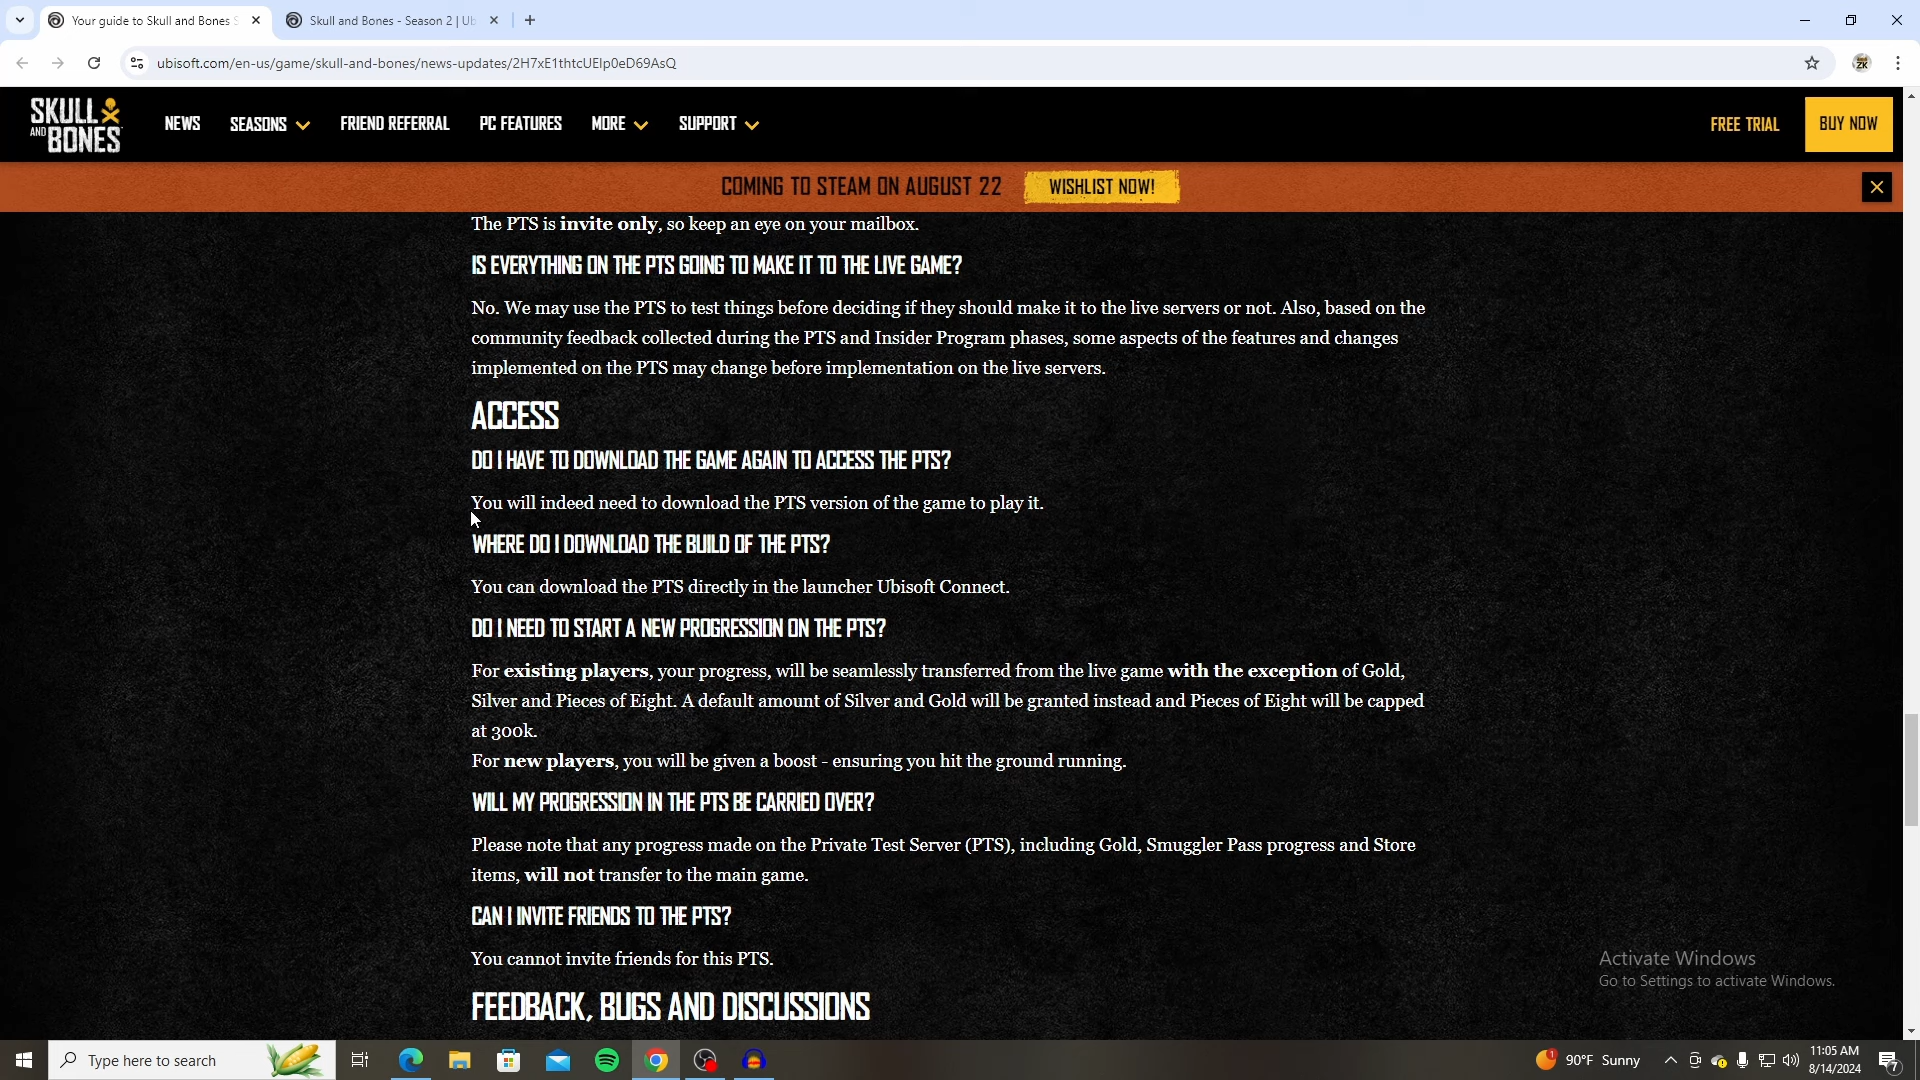 Your guide to Skull and Bones S
Skull and Bones - Season 2 | Ub
ubisoft.com/en-us/game/skull-and-bones/news-updates/2H7xE1thtcUElp0eD69AsQ
ZK
SKULL AND BONES
NEWS
SEASONS
FRIEND REFERRAL
PC FEATURES
MORE
SUPPORT
FREE TRIAL
BUY NOW
COMING TO STEAM ON AUGUST 22
WISHLIST NOW!
The PTS is invite only, so keep an eye on your mailbox.
IS EVERYTHING ON THE PTS GOING TO MAKE IT TO THE LIVE GAME?
No. We may use the PTS to test things before deciding if they should make it to the live servers or not. Also, based on the
community feedback collected during the PTS and Insider Program phases, some aspects of the features and changes
implemented on the PTS may change before implementation on the live servers.
ACCESS
DO I HAVE TO DOWNLOAD THE GAME AGAIN TO ACCESS THE PTS?
You will indeed need to download the PTS version of the game to play it.
WHERE DO I DOWNLOAD THE BUILD OF THE PTS?
You can download the PTS directly in the launcher Ubisoft Connect.
DO I NEED TO START A NEW PROGRESSION ON THE PTS?
For existing players, your progress, will be seamlessly transferred from the live game with the exception of Gold,
Silver and Pieces of Eight. A default amount of Silver and Gold will be granted instead and Pieces of Eight will be capped
at 300k.
For new players, you will be given a boost - ensuring you hit the ground running.
WILL MY PROGRESSION IN THE PTS BE CARRIED OVER?
Please note that any progress made on the Private Test Server (PTS), including Gold, Smuggler Pass progress and Store
items, will not transfer to the main game.
CAN I INVITE FRIENDS TO THE PTS?
You cannot invite friends for this PTS.
FEEDBACK, BUGS AND DISCUSSIONS
Activate Windows
Go to Settings to activate Windows.
Type here to search
1
90°F Sunny
11:05 AM
8/14/2024
7